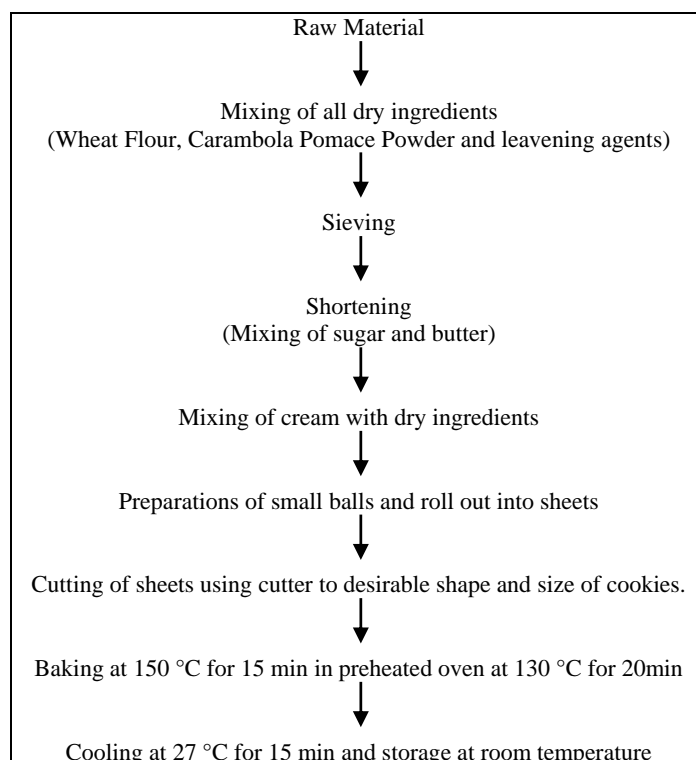 Raw Material
Mixing of all dry ingredients
(Wheat Flour, Carambola Pomace Powder and leavening agents)
Sieving
Shortening
(Mixing of sugar and butter)
Mixing of cream with dry ingredients
Preparations of small balls and roll out into sheets
Cutting of sheets using cutter to desirable shape and size of cookies.
Baking at 150 °C for 15 min in preheated oven at 130 °C for 20min
Cooling at 27 °C for 15 min and storage at room temperature